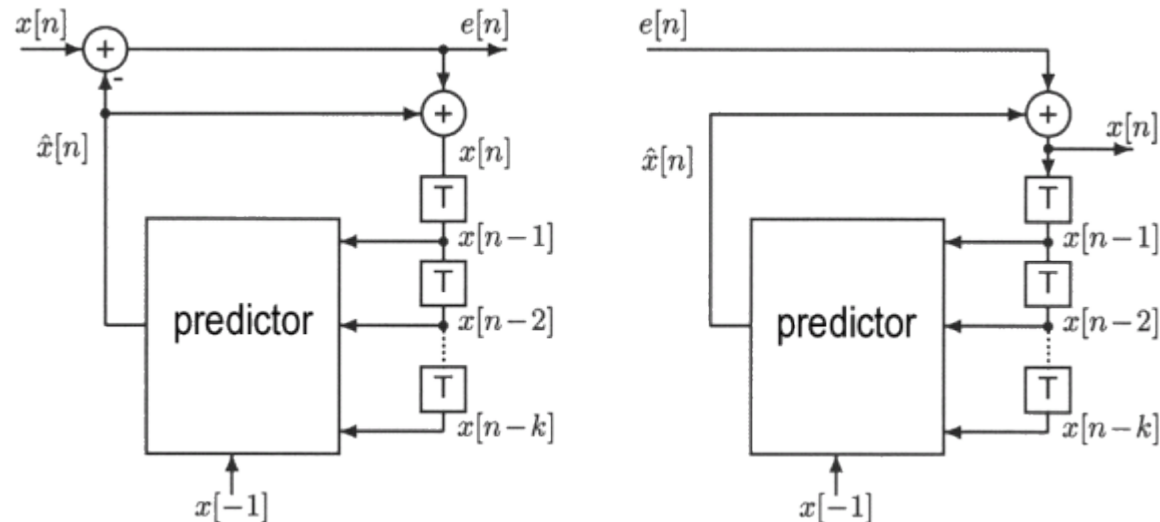 x[n]
e[n]
+
-
+
x̂[n]
x[n]
T
x[n−1]
T
predictor
x[n−2]
T
x[n−k]
x[−1]
e[n]
+
x[n]
x̂[n]
T
x[n−1]
T
predictor
x[n−2]
T
x[n−k]
x[−1]